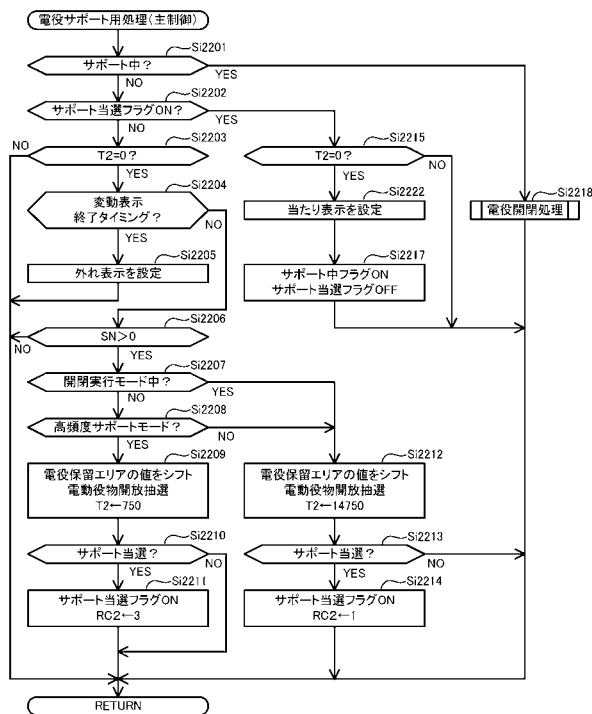 電役サポート用処理(主制御)
Si2201
サポート中?
YES
NO
Si2202
サポート当選フラグON?
YES
NO
NO
Si2203
T2=0?
YES
Si2215
T2=0?
NO
YES
Si2204
変動表示
終了タイミング?
NO
YES
Si2222
当たり表示を設定
Si2218
電役開閉処理
Si2205
外れ表示を設定
Si2217
サポート中フラグON
サポート当選フラグOFF
Si2206
SN>0
NO
YES
Si2207
開閉実行モード中?
YES
NO
Si2208
高頻度サポートモード?
NO
YES
Si2209
電役保留エリアの値をシフト
電動役物開放抽選
T2←750
Si2212
電役保留エリアの値をシフト
電動役物開放抽選
T2←14750
Si2210
サポート当選?
NO
YES
Si2213
サポート当選?
NO
YES
Si2211
サポート当選フラグON
RC2←3
Si2214
サポート当選フラグON
RC2←1
RETURN